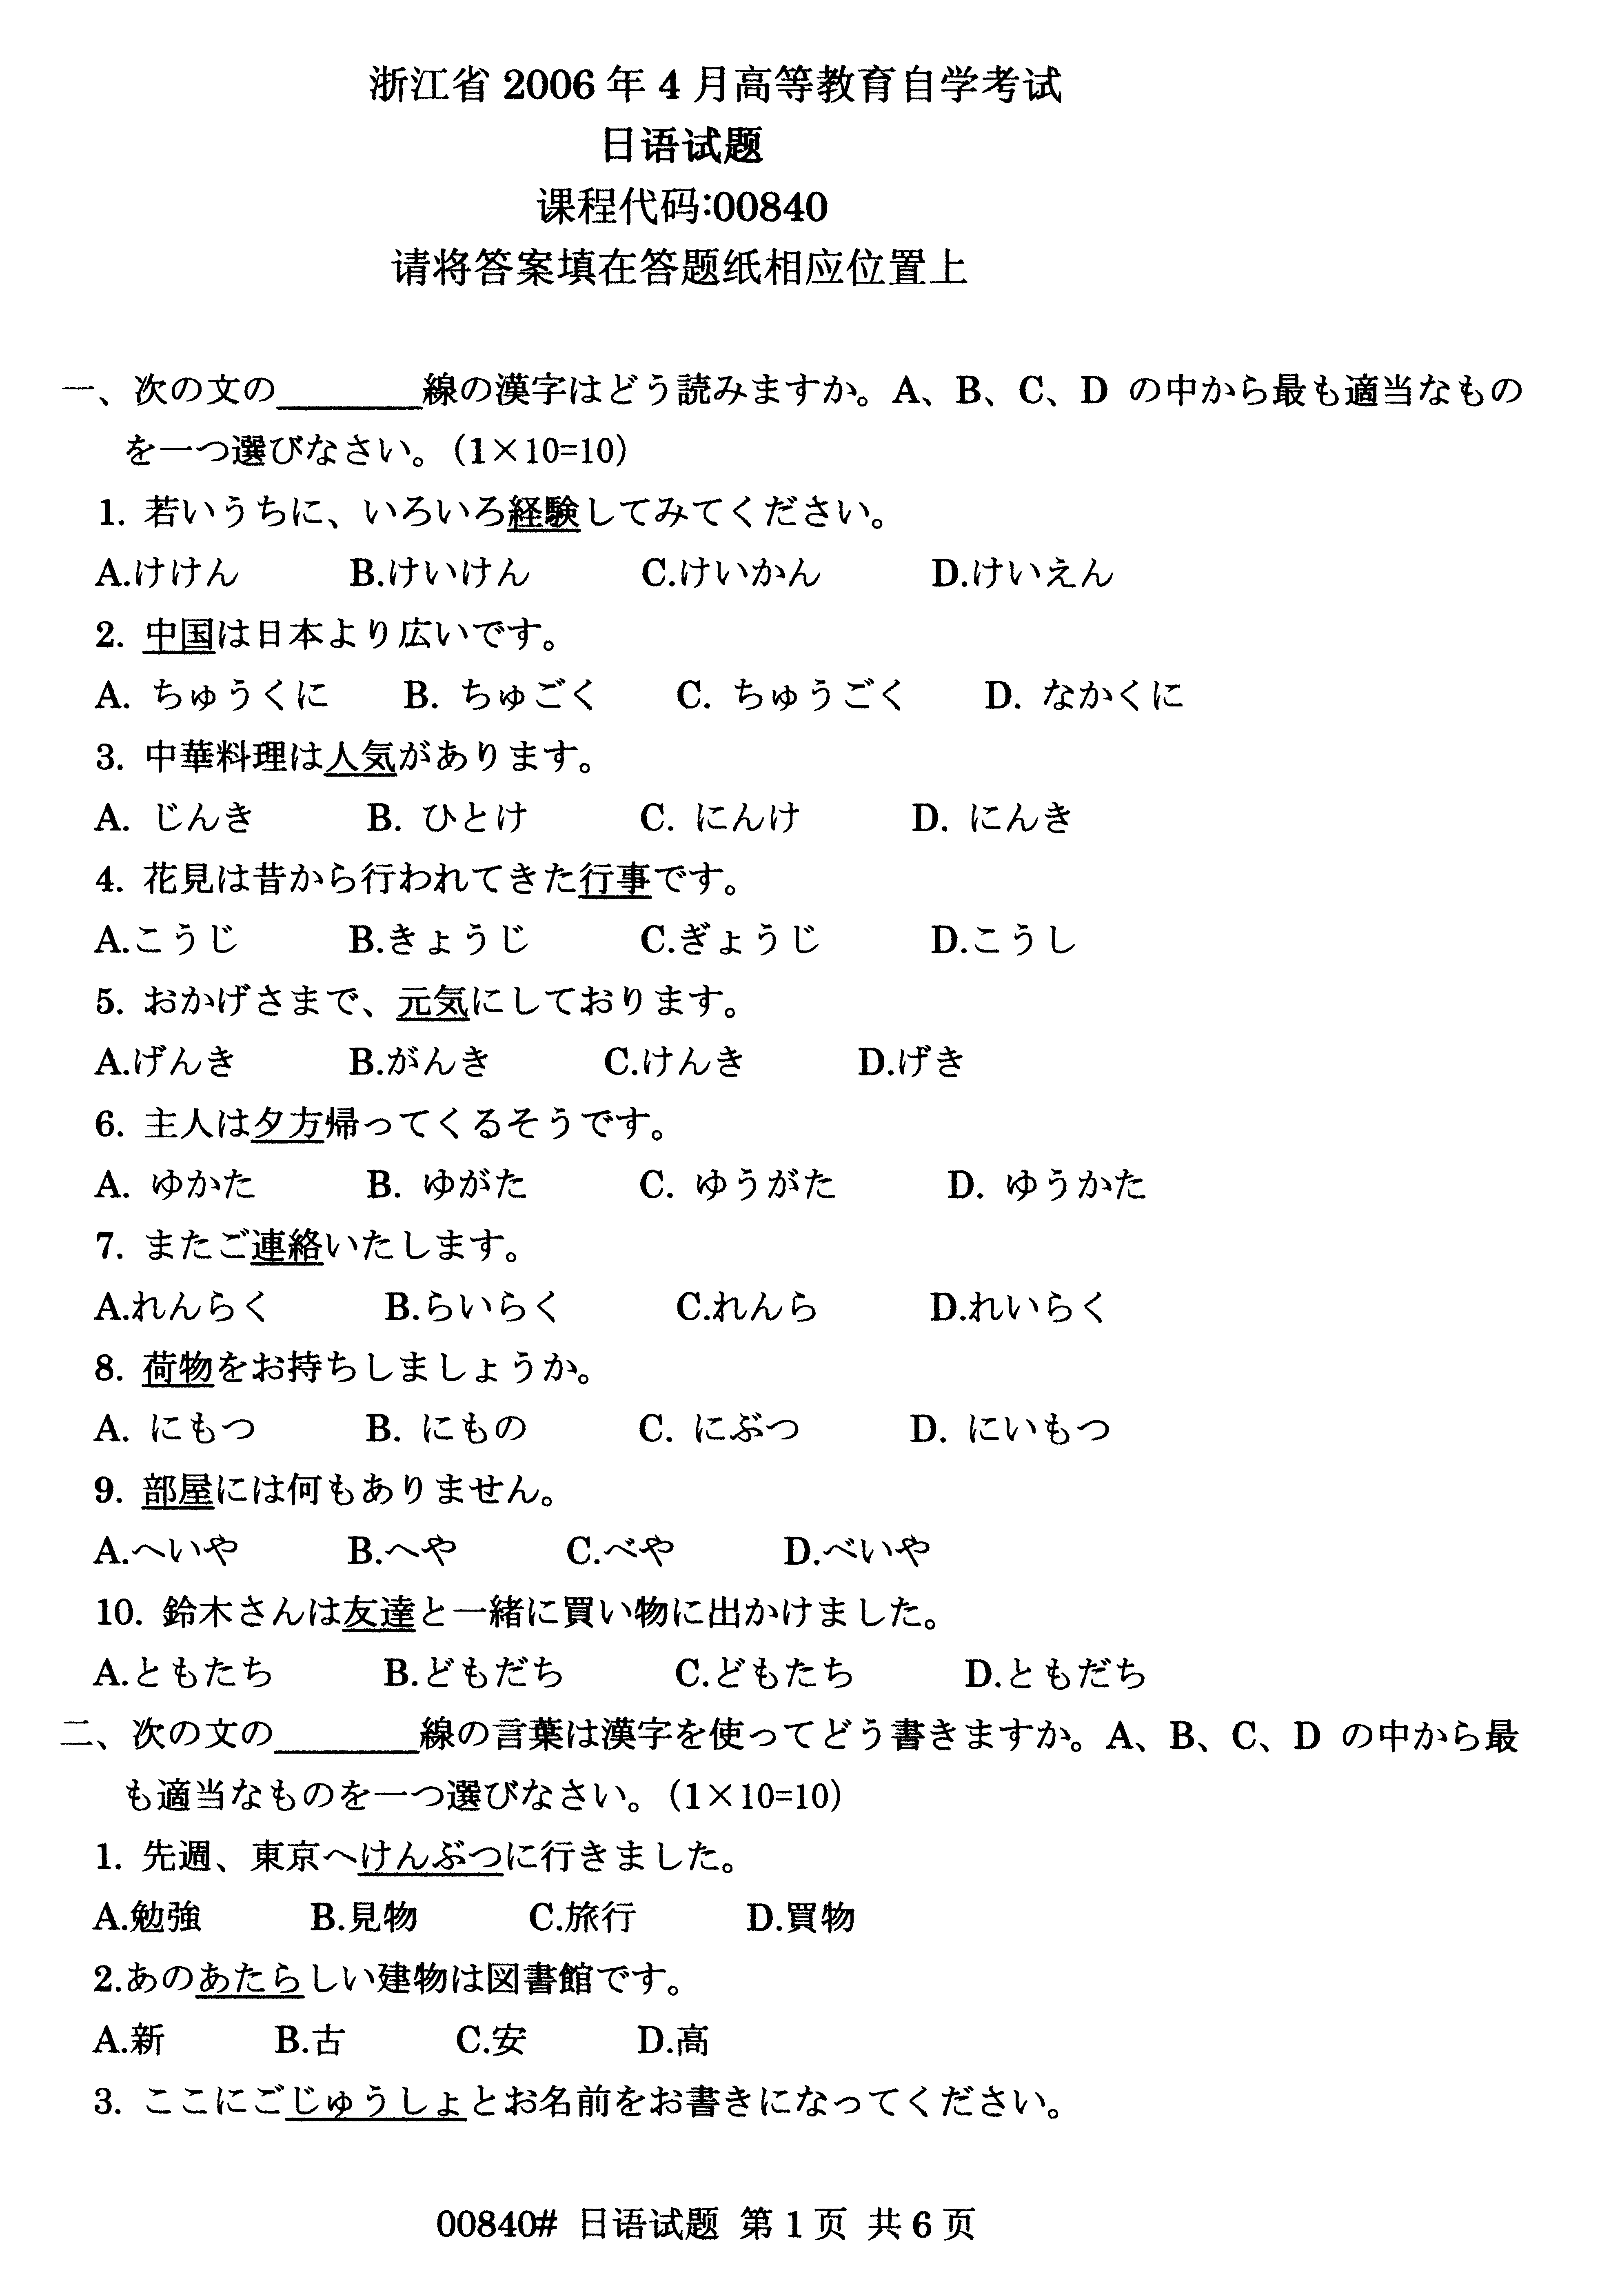 浙江省 2006 年 4 月高等教育自学考试
日语试题
课程代码:00840
请将答案填在答题纸相应位置上
一、次の文の________線の漢字はどう読みますか。A、B、C、D の中から最も適当なもの
を一つ選びなさい。（1×10=10）
1. 若いうちに、いろいろ経験してみてください。
A.けけん B.けいけん C.けいかん D.けいえん
2. 中国は日本より広いです。
A. ちゅうくに B. ちゅごく C. ちゅうごく D. なかくに
3. 中華料理は人気があります。
A. じんき B. ひとけ C. にんけ D. にんき
4. 花見は昔から行われてきた行事です。
A.こうじ B.きょうじ C.ぎょうじ D.こうし
5. おかげさまで、元気にしております。
A.げんき B.がんき C.けんき D.げき
6. 主人は夕方帰ってくるそうです。
A. ゆかた B. ゆがた C. ゆうがた D. ゆうかた
7. またご連絡いたします。
A.れんらく B.らいらく C.れんら D.れいらく
8. 荷物をお持ちしましょうか。
A. にもつ B. にもの C. にぶつ D. にいもつ
9. 部屋には何もありません。
A.へいや B.へや C.べや D.べいや
10. 鈴木さんは友達と一緒に買い物に出かけました。
A.ともたち B.どもだち C.どもたち D.ともだち
二、次の文の________線の言葉は漢字を使ってどう書きますか。A、B、C、D の中から最
も適当なものを一つ選びなさい。（1×10=10）
1. 先週、東京へけんぶつに行きました。
A.勉強 B.見物 C.旅行 D.買物
2.あのあたらしい建物は図書館です。
A.新 B.古 C.安 D.高
3. ここにごじゅうしょとお名前をお書きになってください。
00840# 日语试题 第 1 页 共 6 页